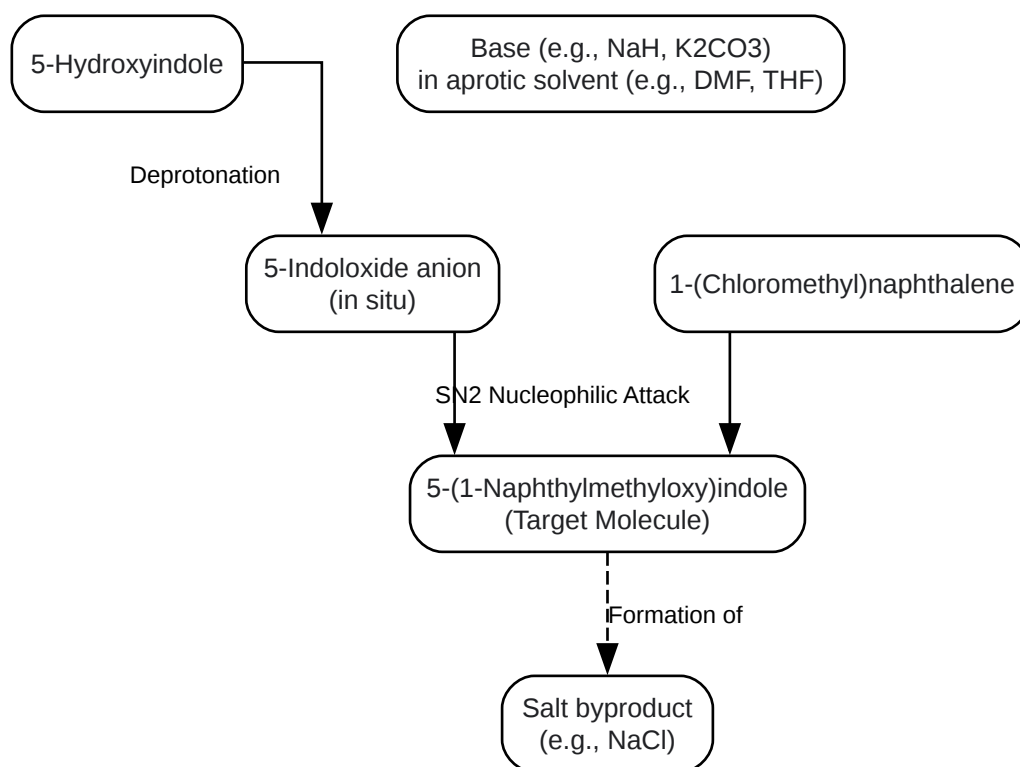 5-Hydroxyindole
Base (e.g., NaH, K2CO3)
in aprotic solvent (e.g., DMF, THF)
Deprotonation
5-Indoloxide anion
(in situ)
1-(Chloromethyl)naphthalene
SN2 Nucleophilic Attack
5-(1-Naphthylmethyloxy)indole
(Target Molecule)
Formation of
Salt byproduct
(e.g., NaCl)